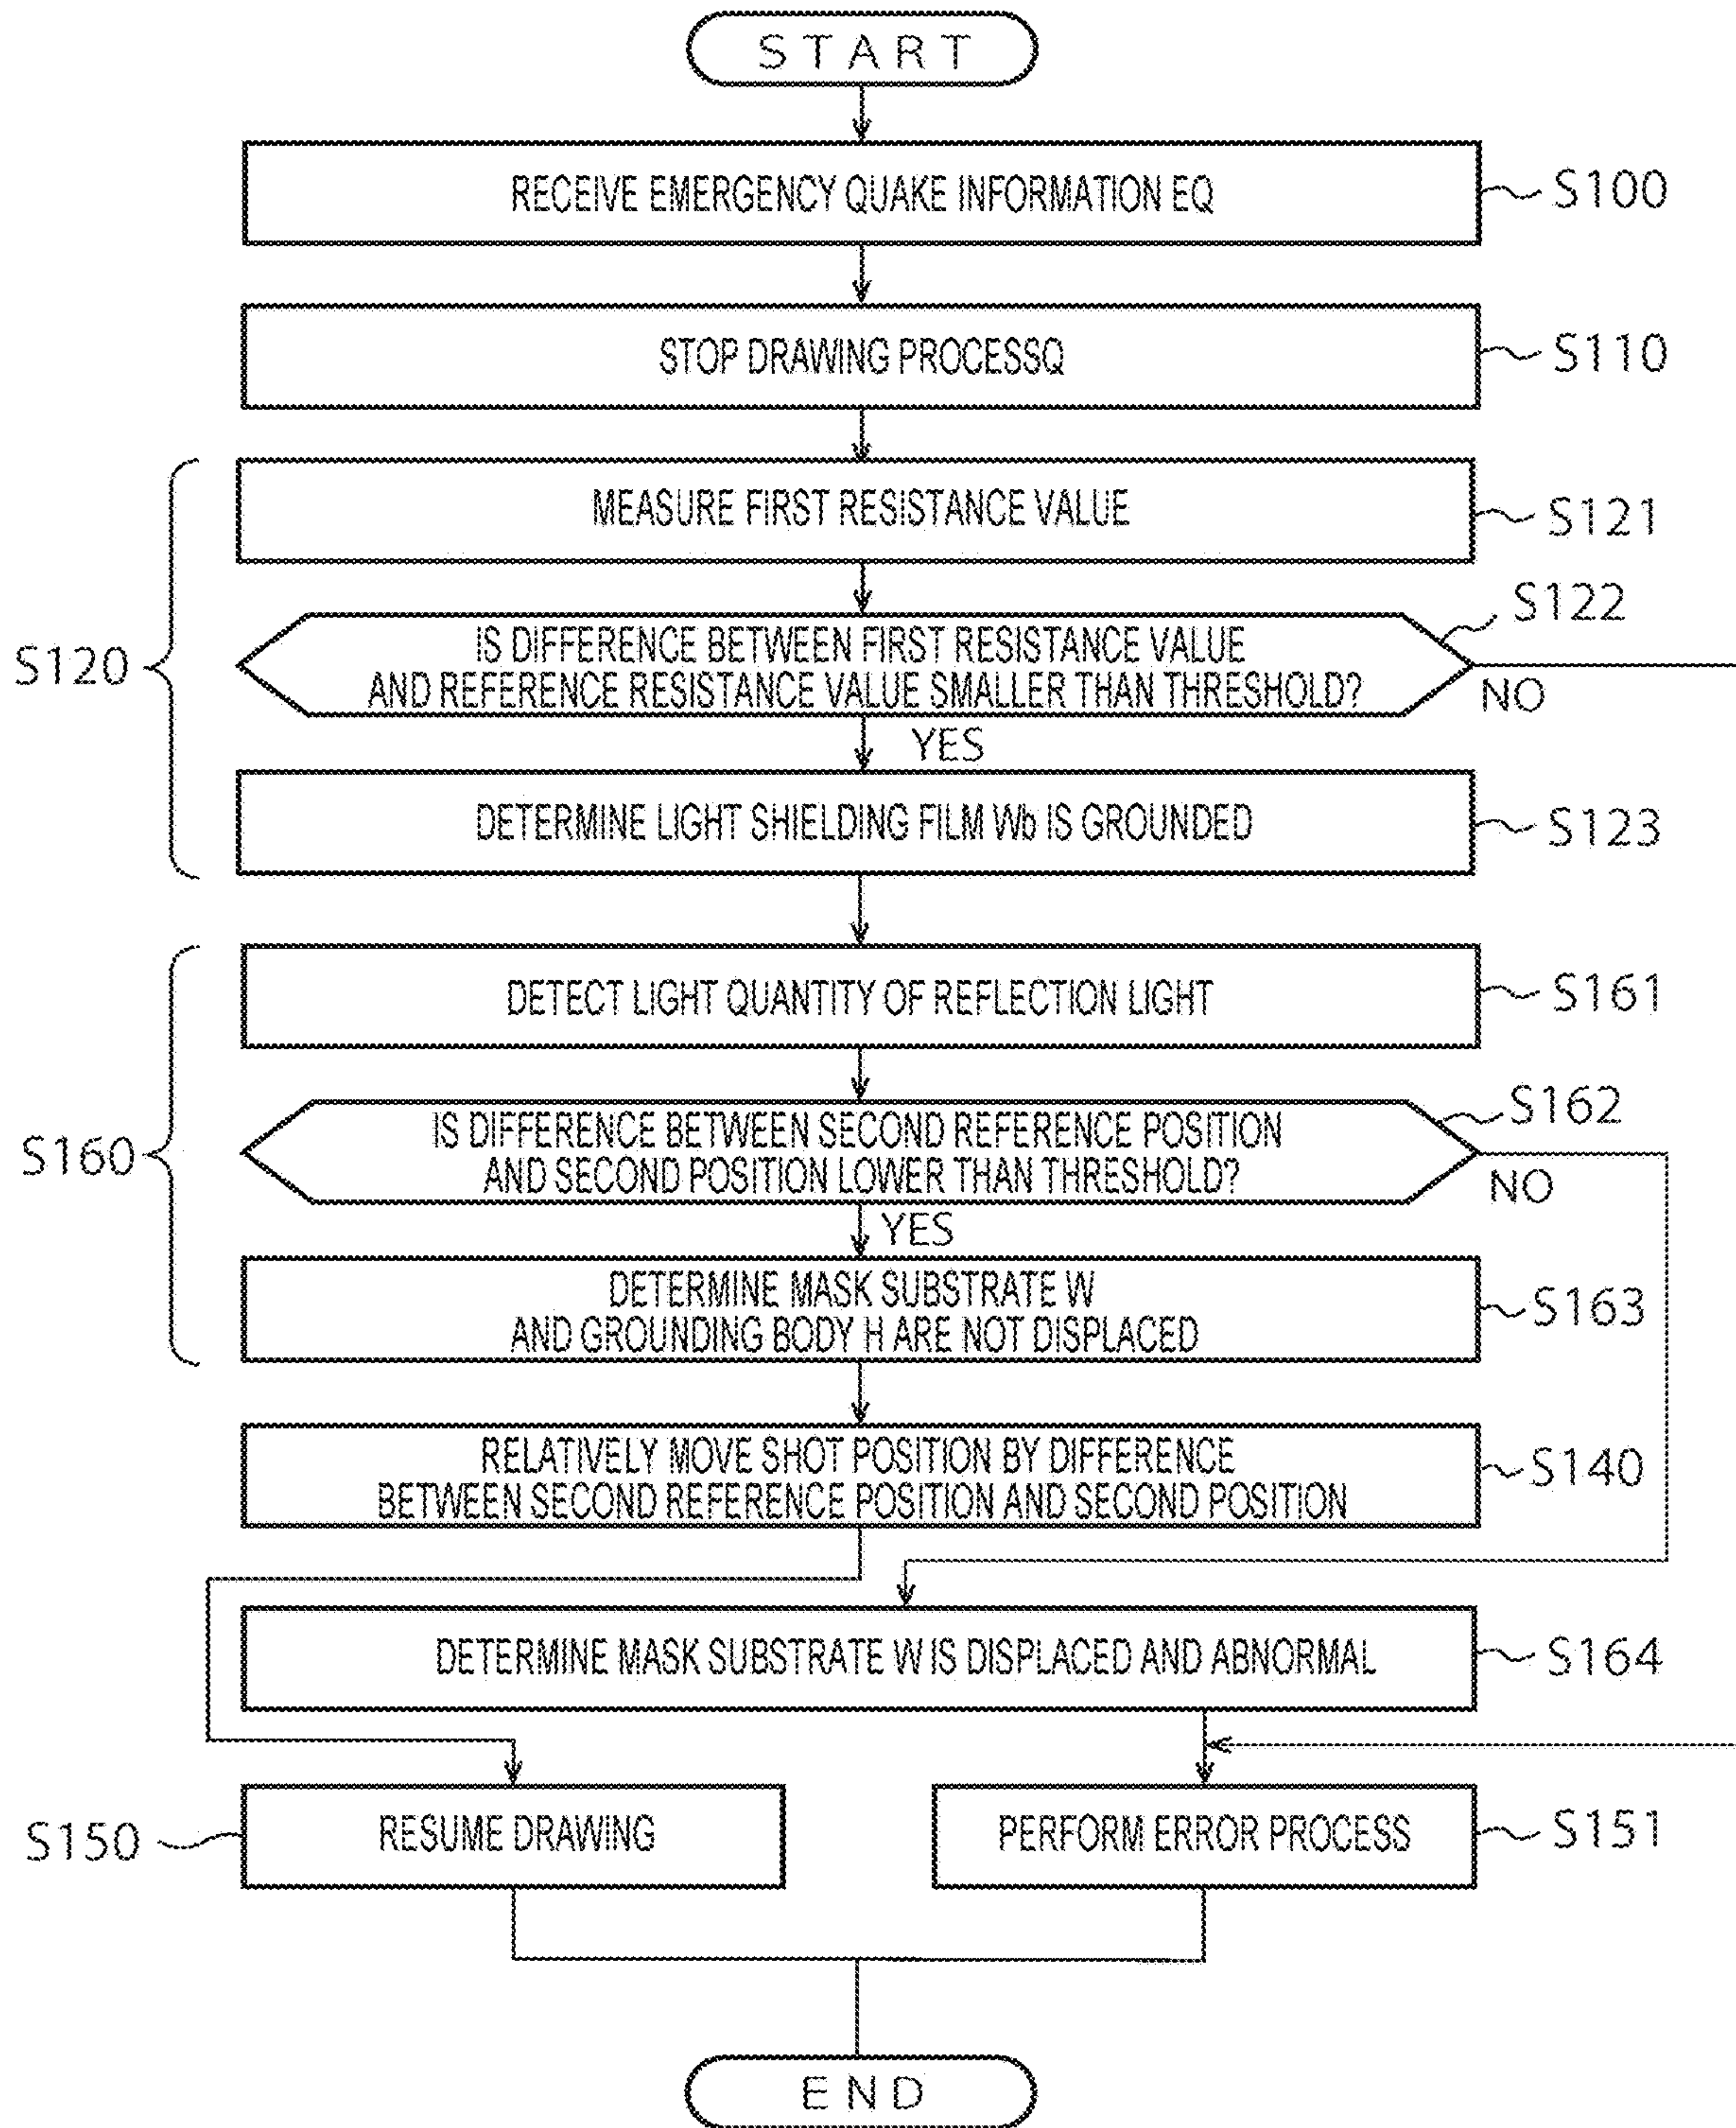 START
RECEIVE EMERGENCY QUAKE INFORMATION EQ
S100
STOP DRAWING PROCESSQ
S110
MEASURE FIRST RESISTANCE VALUE
S121
S122
IS DIFFERENCE BETWEEN FIRST RESISTANCE VALUE
AND REFERENCE RESISTANCE VALUE SMALLER THAN THRESHOLD?
S120
NO
YES
DETERMINE LIGHT SHIELDING FILM Wb IS GROUNDED
S123
DETECT LIGHT QUANTITY OF REFLECTION LIGHT
S161
S162
IS DIFFERENCE BETWEEN SECOND REFERENCE POSITION
AND SECOND POSITION LOWER THAN THRESHOLD?
S160
NO
YES
DETERMINE MASK SUBSTRATE W
AND GROUNDING BODY H ARE NOT DISPLACED
S163
RELATIVELY MOVE SHOT POSITION BY DIFFERENCE
BETWEEN SECOND REFERENCE POSITION AND SECOND POSITION
S140
DETERMINE MASK SUBSTRATE W IS DISPLACED AND ABNORMAL
S164
S150
RESUME DRAWING
PERFORM ERROR PROCESS
S151
END